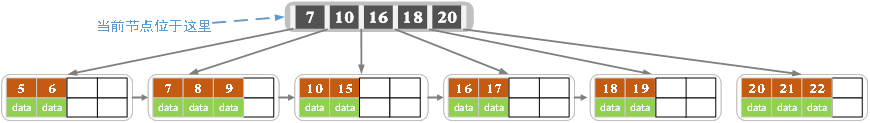 7 10 16 18 20
当前节点位于这里
5 6 7 8 9 10 15 16 17 18 19 20 21 22
data data data data data data data data data data data data data data